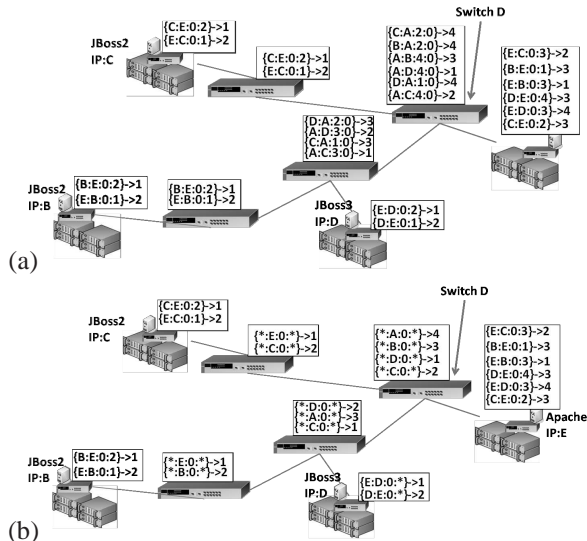 Switch D
JBoss2
IP:C
{C:E:0:2}->1
{E:C:0:1}->2
{C:E:0:2}->1
{E:C:0:1}->2
{C:A:2:0}->4
{B:A:2:0}->4
{A:B:4:0}->3
{A:D:4:0}->1
{D:A:1:0}->4
{A:C:4:0}->2
{E:C:0:3}->2
{B:E:0:1}->3
{E:B:0:3}->1
{D:E:0:4}->3
{E:D:0:3}->4
{C:E:0:2}->3
{D:A:2:0}->3
{A:D:3:0}->2
{C:A:1:0}->3
{A:C:3:0}->1
JBoss2
IP:B
{B:E:0:2}->1
{E:B:0:1}->2
{B:E:0:2}->1
{E:B:0:1}->2
JBoss3
IP:D
{E:D:0:2}->1
{D:E:0:1}->2
(a)
Switch D
JBoss2
IP:C
{C:E:0:2}->1
{E:C:0:1}->2
{*:E:0:*}->1
{*:C:0:*}->2
{*:A:0:*}->4
{*:B:0:*}->3
{*:D:0:*}->1
{*:C:0:*}->2
{E:C:0:3}->2
{B:E:0:1}->3
{E:B:0:3}->1
{D:E:0:4}->3
{E:D:0:3}->4
{C:E:0:2}->3
Apache
IP:E
{*:D:0:*}->2
{*:A:0:*}->3
{*:C:0:*}->1
JBoss2
IP:B
{B:E:0:2}->1
{E:B:0:1}->2
{*:E:0:*}->1
{*:B:0:*}->2
JBoss3
IP:D
{E:D:0:*}->1
{D:E:0:*}->2
(b)